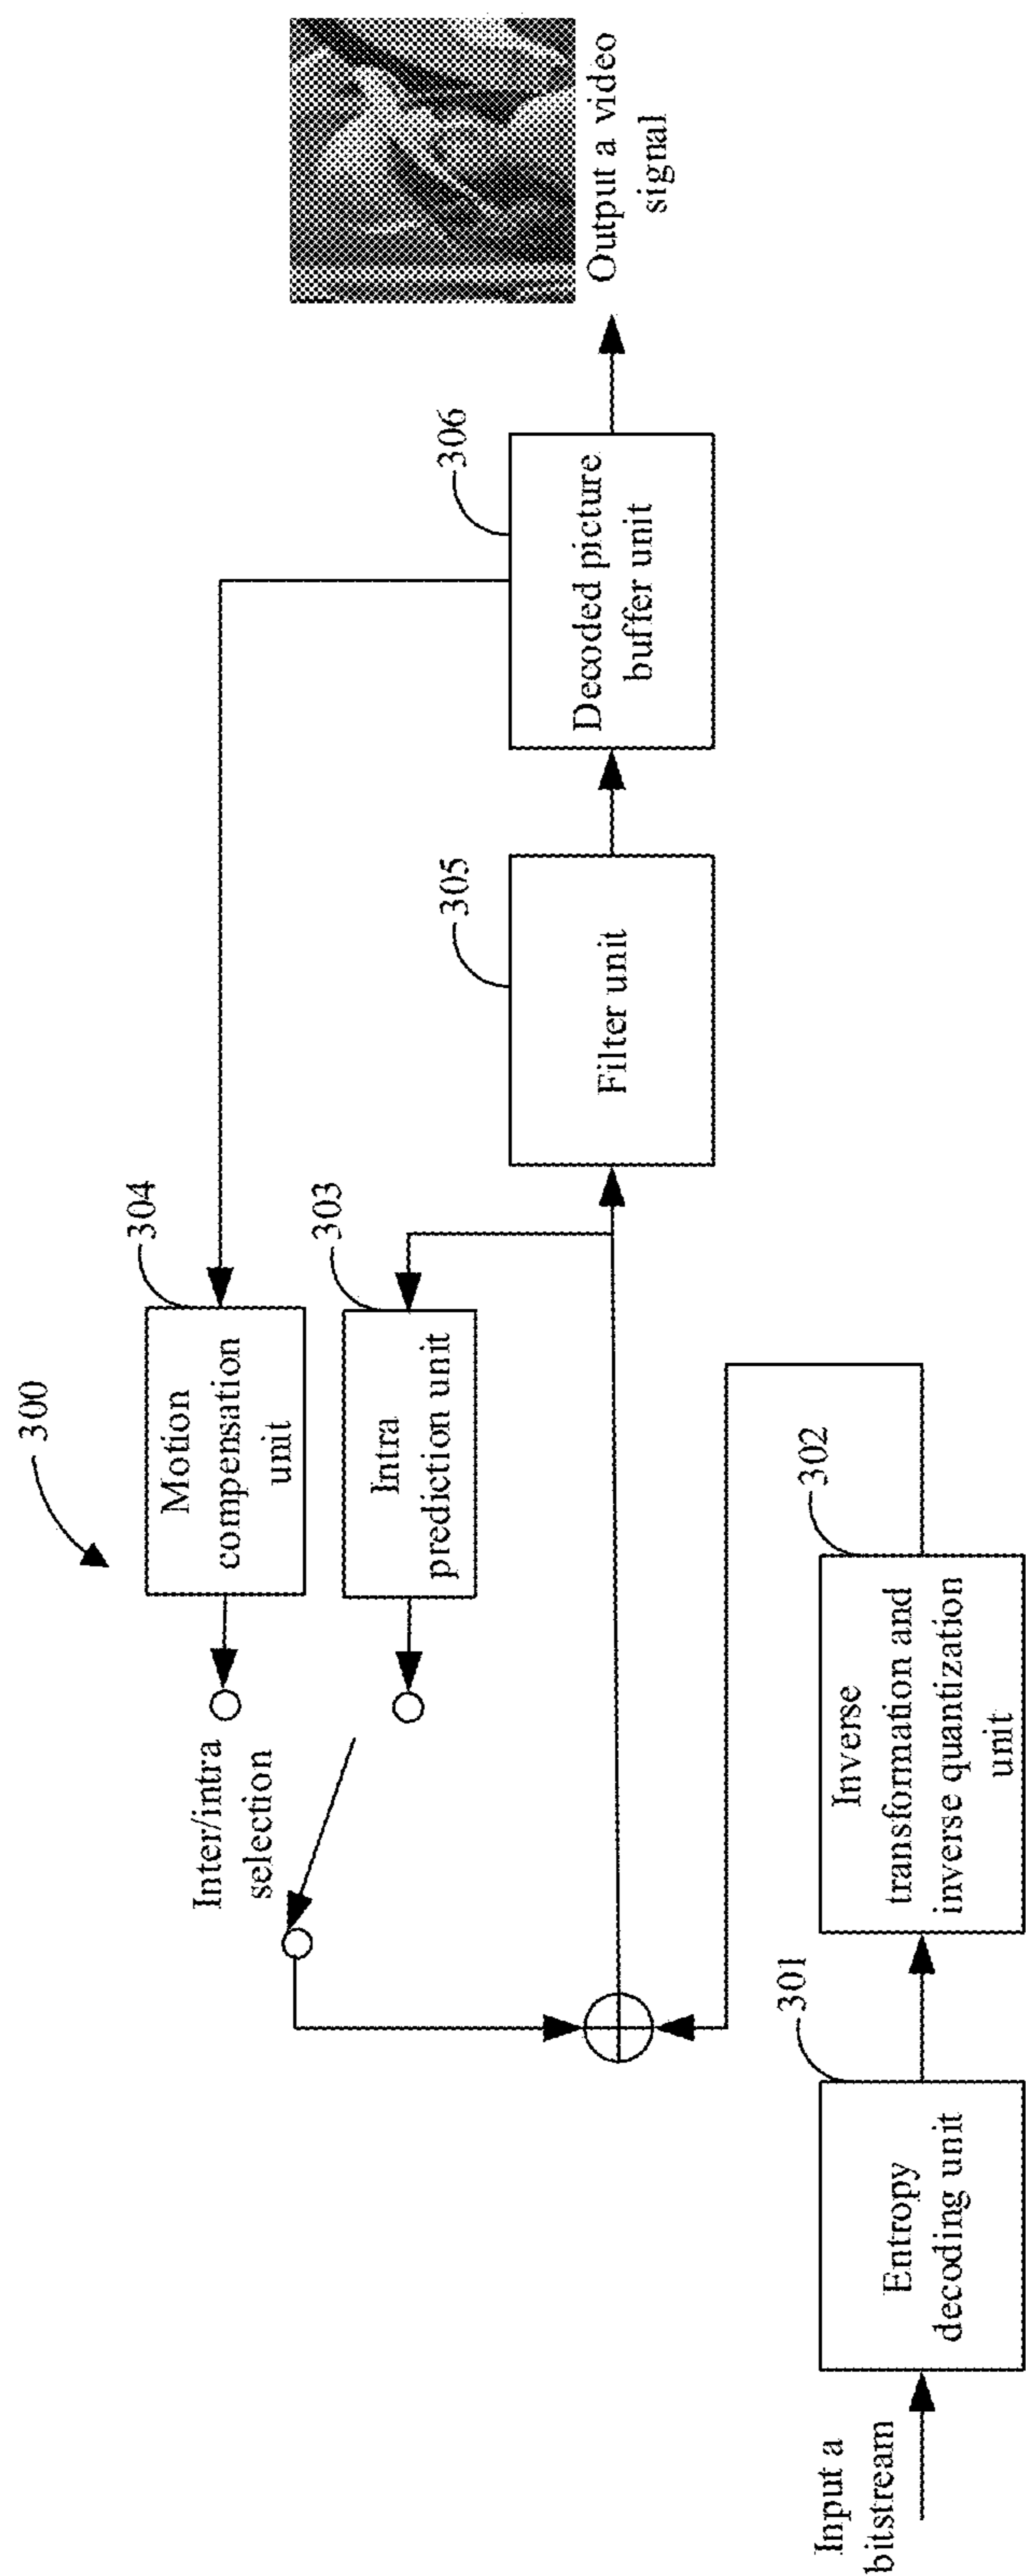 300
304
Motion
compensation
unit
303
Intra
prediction unit
Inter/intra
selection
306
Decoded picture
buffer unit
305
Filter unit
Output a video
signal
302
Inverse
transformation and
inverse quantization
unit
301
Entropy
decoding unit
Input a
bitstream